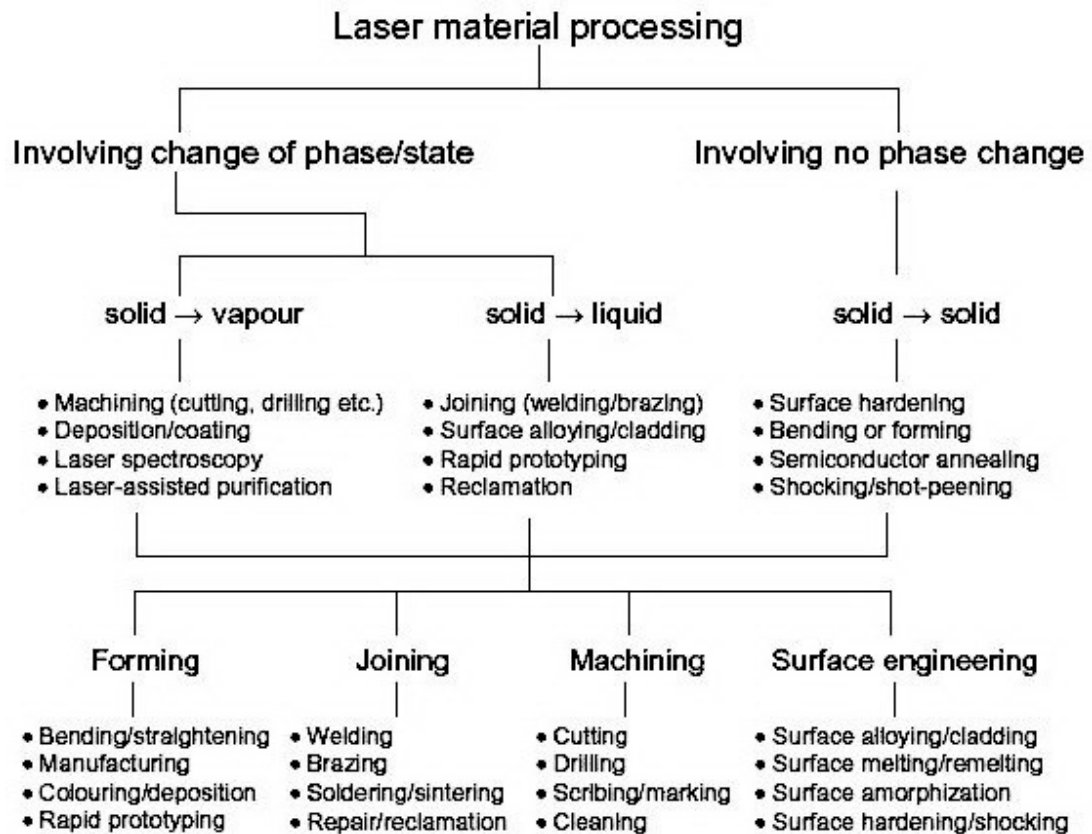 Laser material processing
Involving change of phase/state
Involving no phase change
solid → vapour
solid → liquid
solid → solid
• Machining (cutting, drilling etc.)
• Deposition/coating
• Laser spectroscopy
• Laser-assisted purification
• Joining (welding/brazing)
• Surface alloying/cladding
• Rapid prototyping
• Reclamation
• Surface hardening
• Bending or forming
• Semiconductor annealing
• Shocking/shot-peening
Forming
• Bending/straightening
• Manufacturing
• Colouring/deposition
• Rapid prototyping
Joining
• Welding
• Brazing
• Soldering/sintering
• Repair/reclamation
Machining
• Cutting
• Drilling
• Scribing/marking
• Cleaning
Surface engineering
• Surface alloying/cladding
• Surface melting/remelting
• Surface amorphization
• Surface hardening/shocking